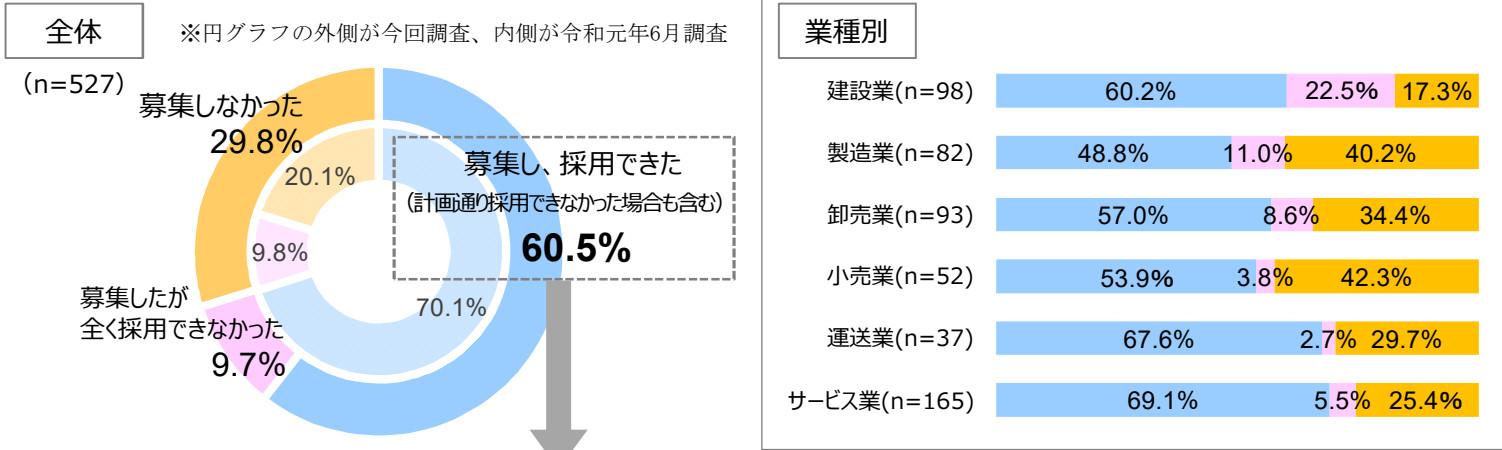 全体
※円グラフの外側が今回調査、内側が令和元年6月調査
(n=527)
募集しなかった
29.8%
20.1%
募集し、採用できた
(計画通り採用できなかった場合も含む)
60.5%
9.8%
70.1%
募集したが
全く採用できなかった
9.7%
業種別
建設業(n=98) 60.2% 22.5% 17.3%
製造業(n=82) 48.8% 11.0% 40.2%
卸売業(n=93) 57.0% 8.6% 34.4%
小売業(n=52) 53.9% 3.8% 42.3%
運送業(n=37) 67.6% 2.7% 29.7%
サービス業(n=165) 69.1% 5.5% 25.4%